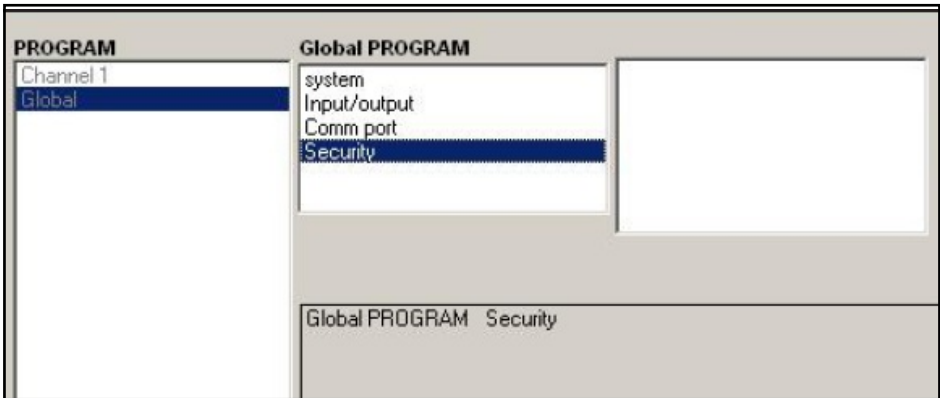 PROGRAM
Channel 1
Global
Global PROGRAM
system
Input/output
Comm port
Security
Global PROGRAM Security